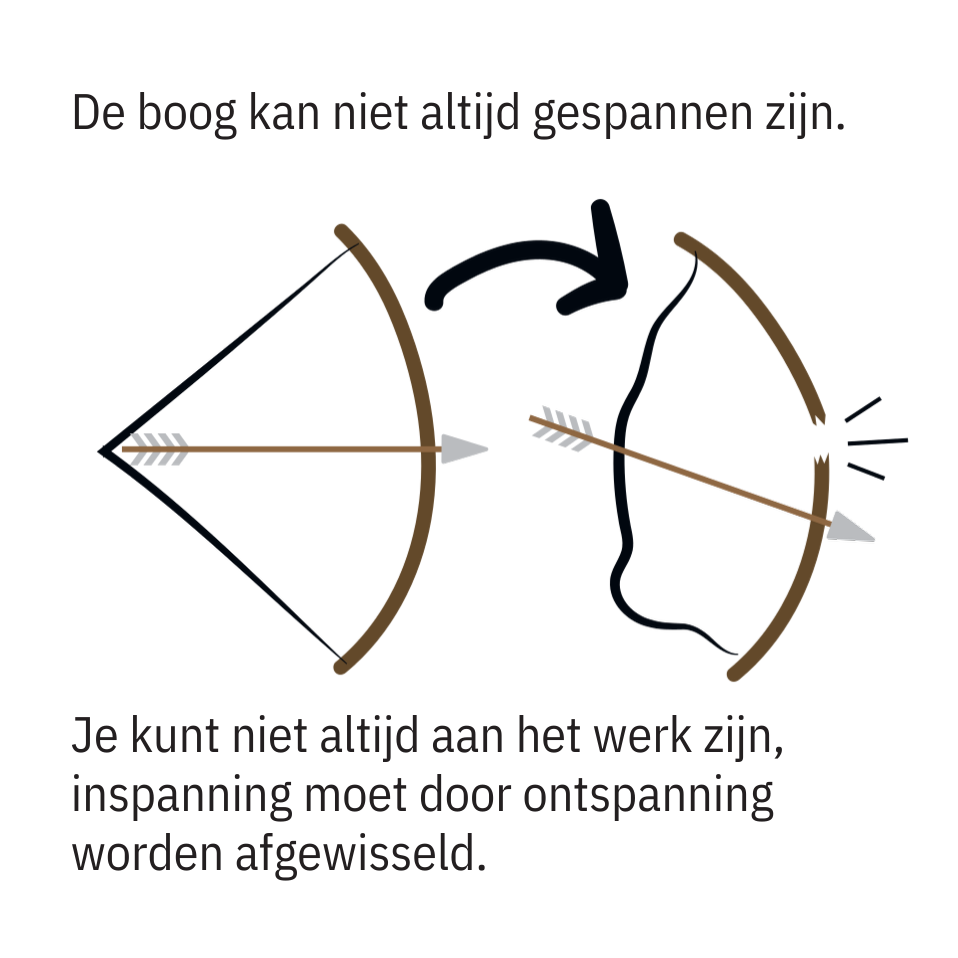 De boog kan niet altijd gespannen zijn.
Je kunt niet altijd aan het werk zijn,
inspanning moet door ontspanning
worden afgewisseld.